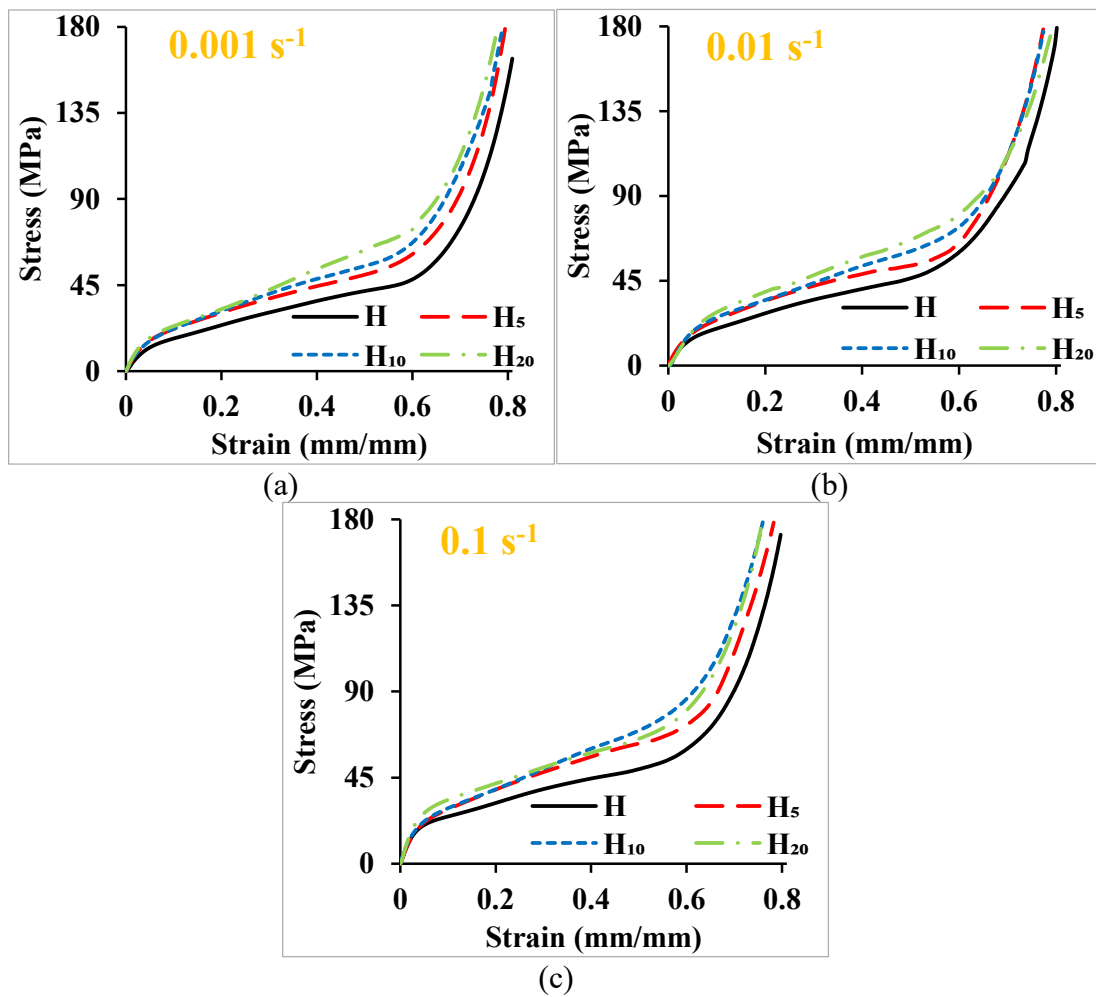 0.001 s⁻¹
Stress (MPa)
180
135
90
45
0
0 0.2 0.4 0.6 0.8
Strain (mm/mm)
H H₅
H₁₀ H₂₀
(a)
0.01 s⁻¹
Stress (MPa)
180
135
90
45
0
0 0.2 0.4 0.6 0.8
Strain (mm/mm)
H H₅
H₁₀ H₂₀
(b)
0.1 s⁻¹
Stress (MPa)
180
135
90
45
0
0 0.2 0.4 0.6 0.8
Strain (mm/mm)
H H₅
H₁₀ H₂₀
(c)